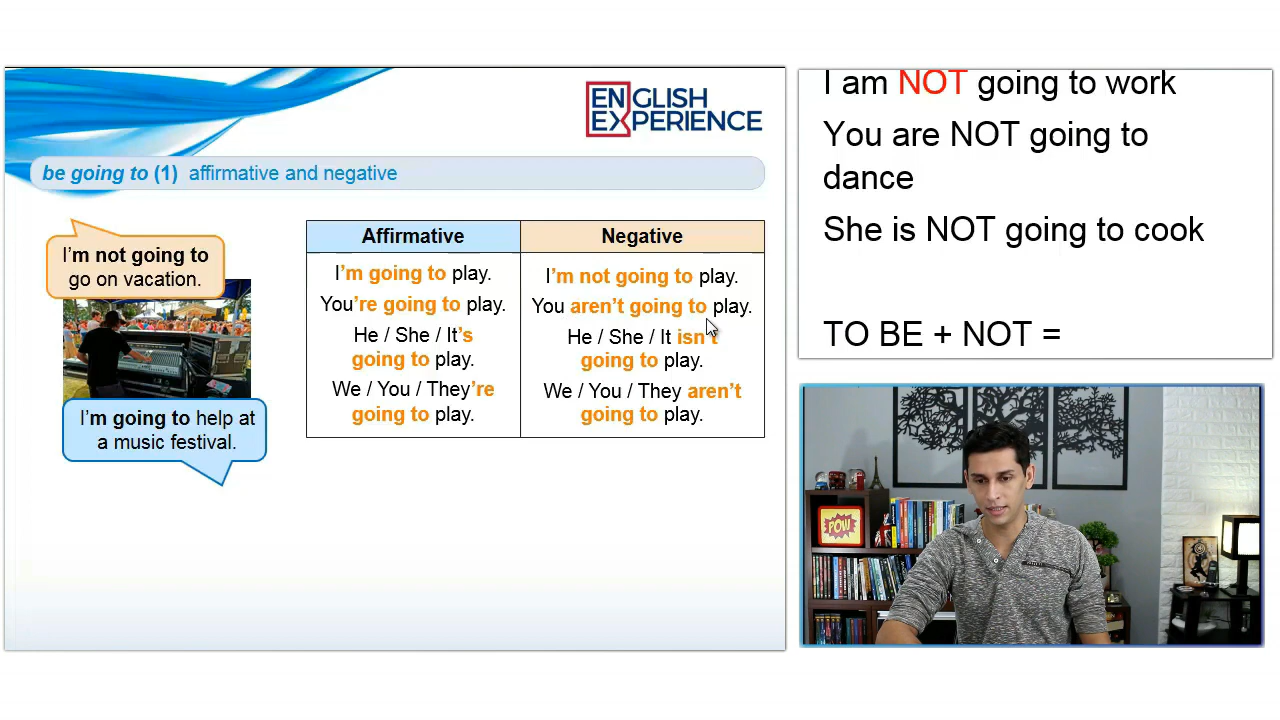 ENGLISH
EXPERIENCE
be going to (1) affirmative and negative
I'm not going to
go on vacation.
I'm going to help at
a music festival.
Affirmative
I'm going to play.
You're going to play.
He / She / It's
going to play.
We / You / They're
going to play.
Negative
I'm not going to play.
You aren't going to play.
He / She / It isn't
going to play.
We / You / They aren't
going to play.
I am NOT going to work
You are NOT going to
dance
She is NOT going to cook
TO BE + NOT =
POW